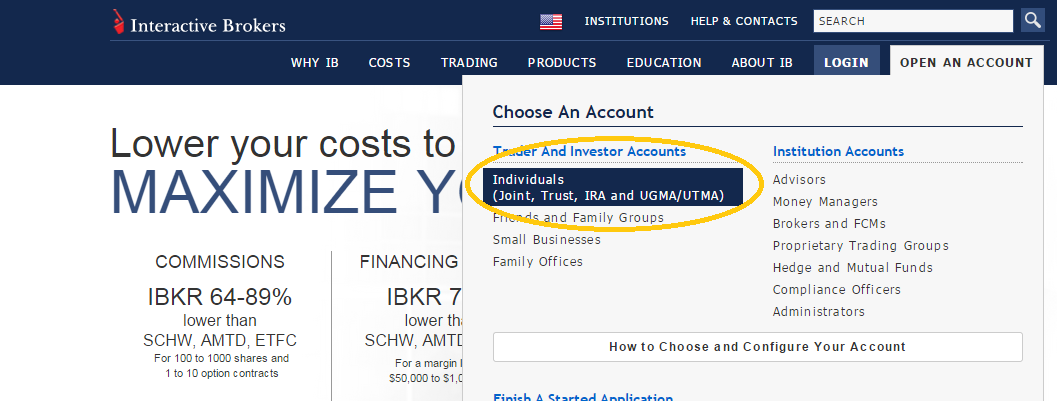 Interactive Brokers
INSTITUTIONS HELP & CONTACTS SEARCH
WHY IB COSTS TRADING PRODUCTS EDUCATION ABOUT IB LOGIN OPEN AN ACCOUNT
Choose An Account
Trader And Investor Accounts
Individuals
(Joint, Trust, IRA and UGMA/UTMA)
Friends and Family Groups
Small Businesses
Family Offices
Institution Accounts
Advisors
Money Managers
Brokers and FCMs
Proprietary Trading Groups
Hedge and Mutual Funds
Compliance Officers
Administrators
How to Choose and Configure Your Account
Finish A Started Application
Lower your costs to
MAXIMIZE
COMMISSIONS
IBKR 64-89%
lower than
SCHW, AMTD, ETFC
For 100 to 1000 shares and
1 to 10 option contracts
FINANCING
IBKR 7
lower
SCHW,
For a margin
$50,000 to